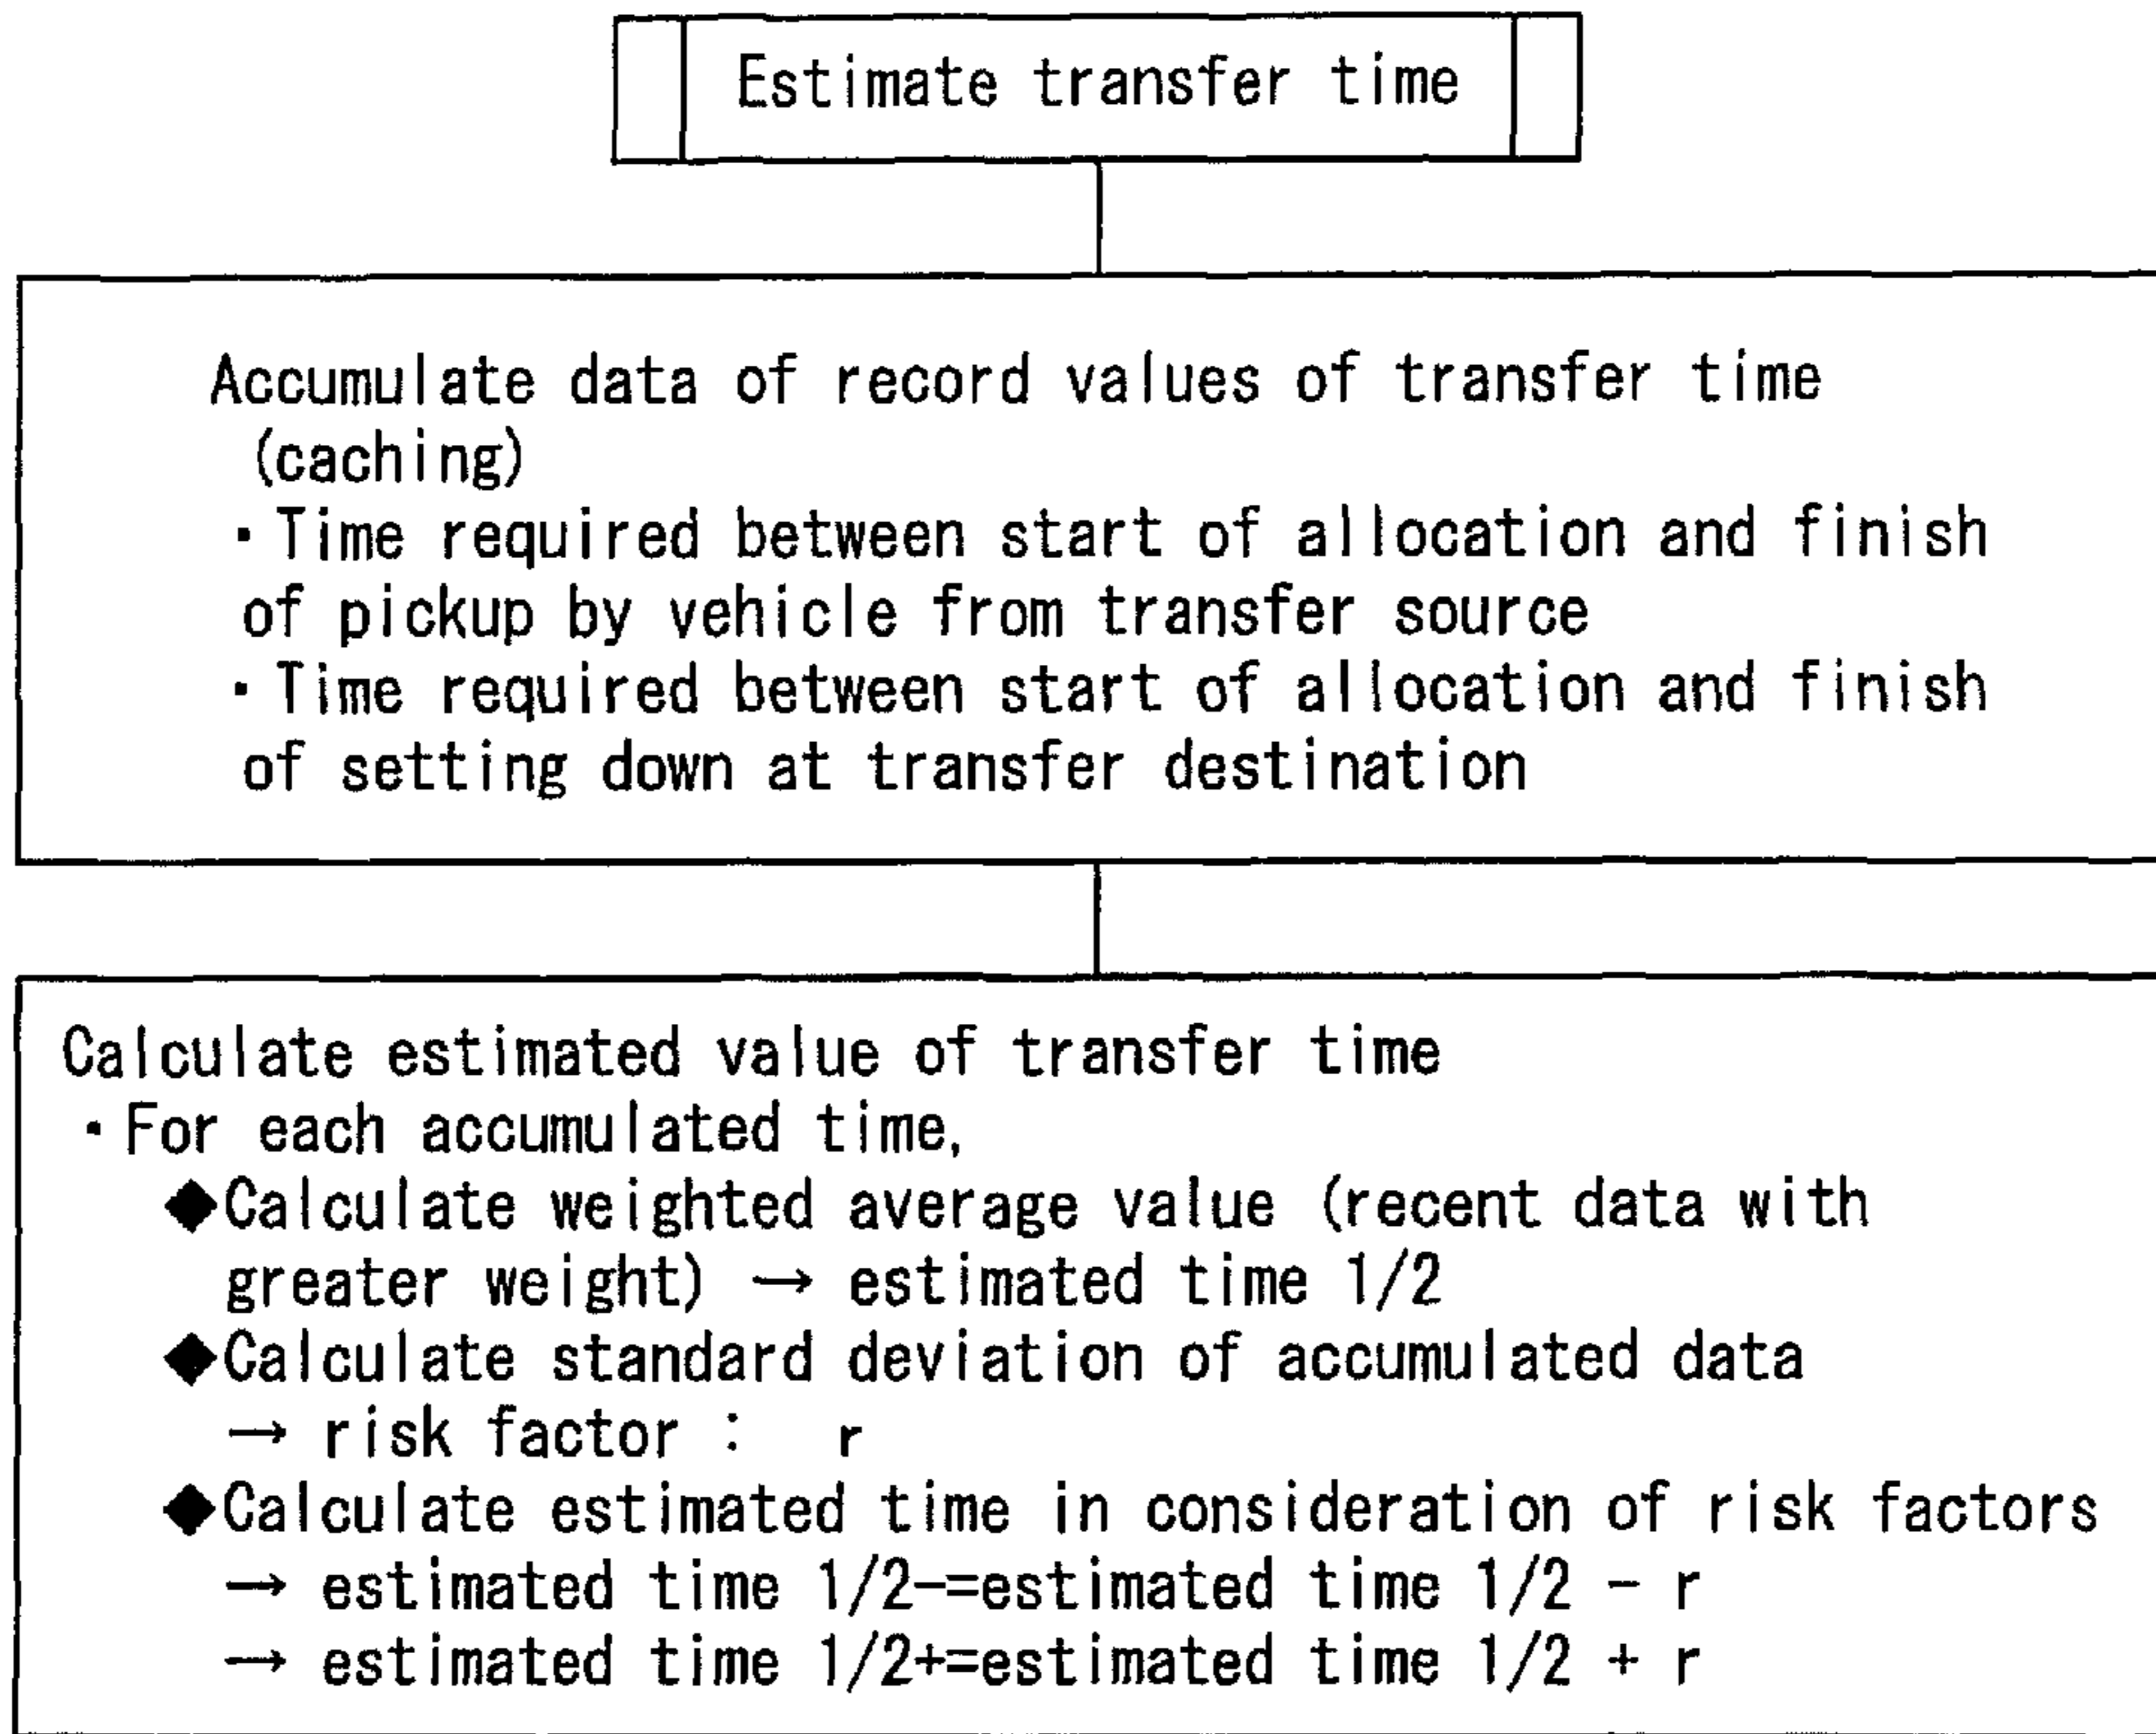 Estimate transfer time
Accumulate data of record values of transfer time
(caching)
・Time required between start of allocation and finish
of pickup by vehicle from transfer source
・Time required between start of allocation and finish
of setting down at transfer destination
Calculate estimated value of transfer time
・For each accumulated time,
◆Calculate weighted average value (recent data with
greater weight) → estimated time 1/2
◆Calculate standard deviation of accumulated data
→ risk factor : r
◆Calculate estimated time in consideration of risk factors
→ estimated time 1/2−=estimated time 1/2 − r
→ estimated time 1/2+=estimated time 1/2 + r